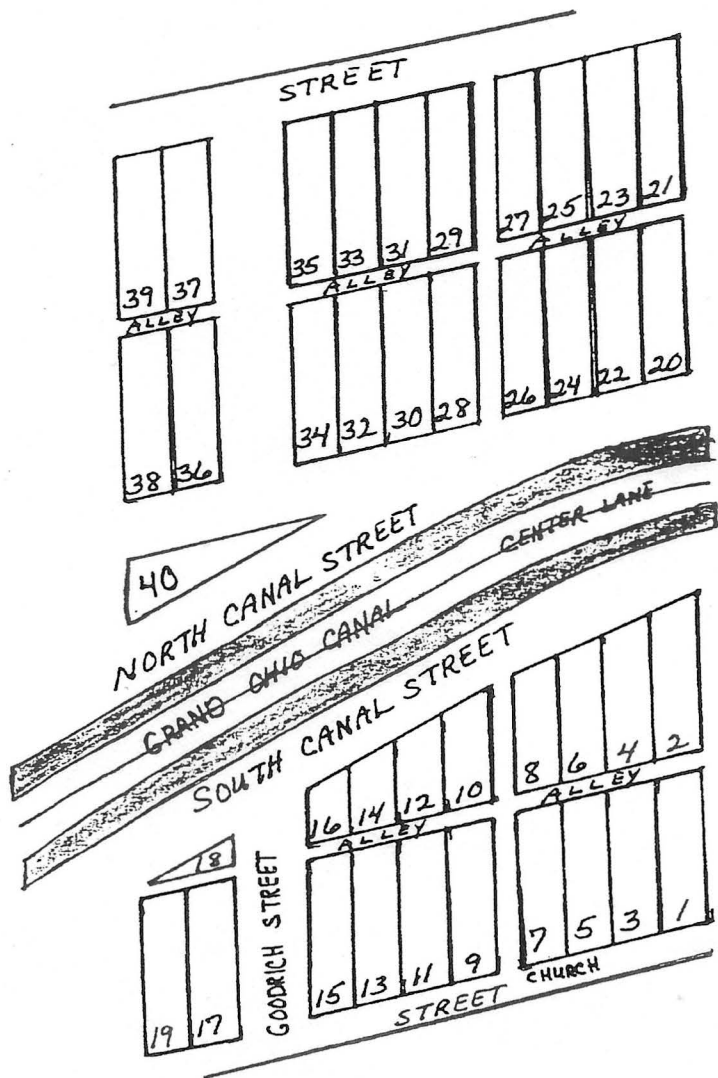 STREET
39 37
35 33 31 29
27 25 23 21
ALLEY
ALLEY
ALLEY
38 36
34 32 30 28
26 24 22 20
40
NORTH CANAL STREET
CENTER LANE
GRAND OHIO CANAL
SOUTH CANAL STREET
16 14 12 10
8 6 4 2
ALLEY
ALLEY
18
GOODRICH STREET
19 17
15 13 11 9
7 5 3 1
CHURCH
STREET